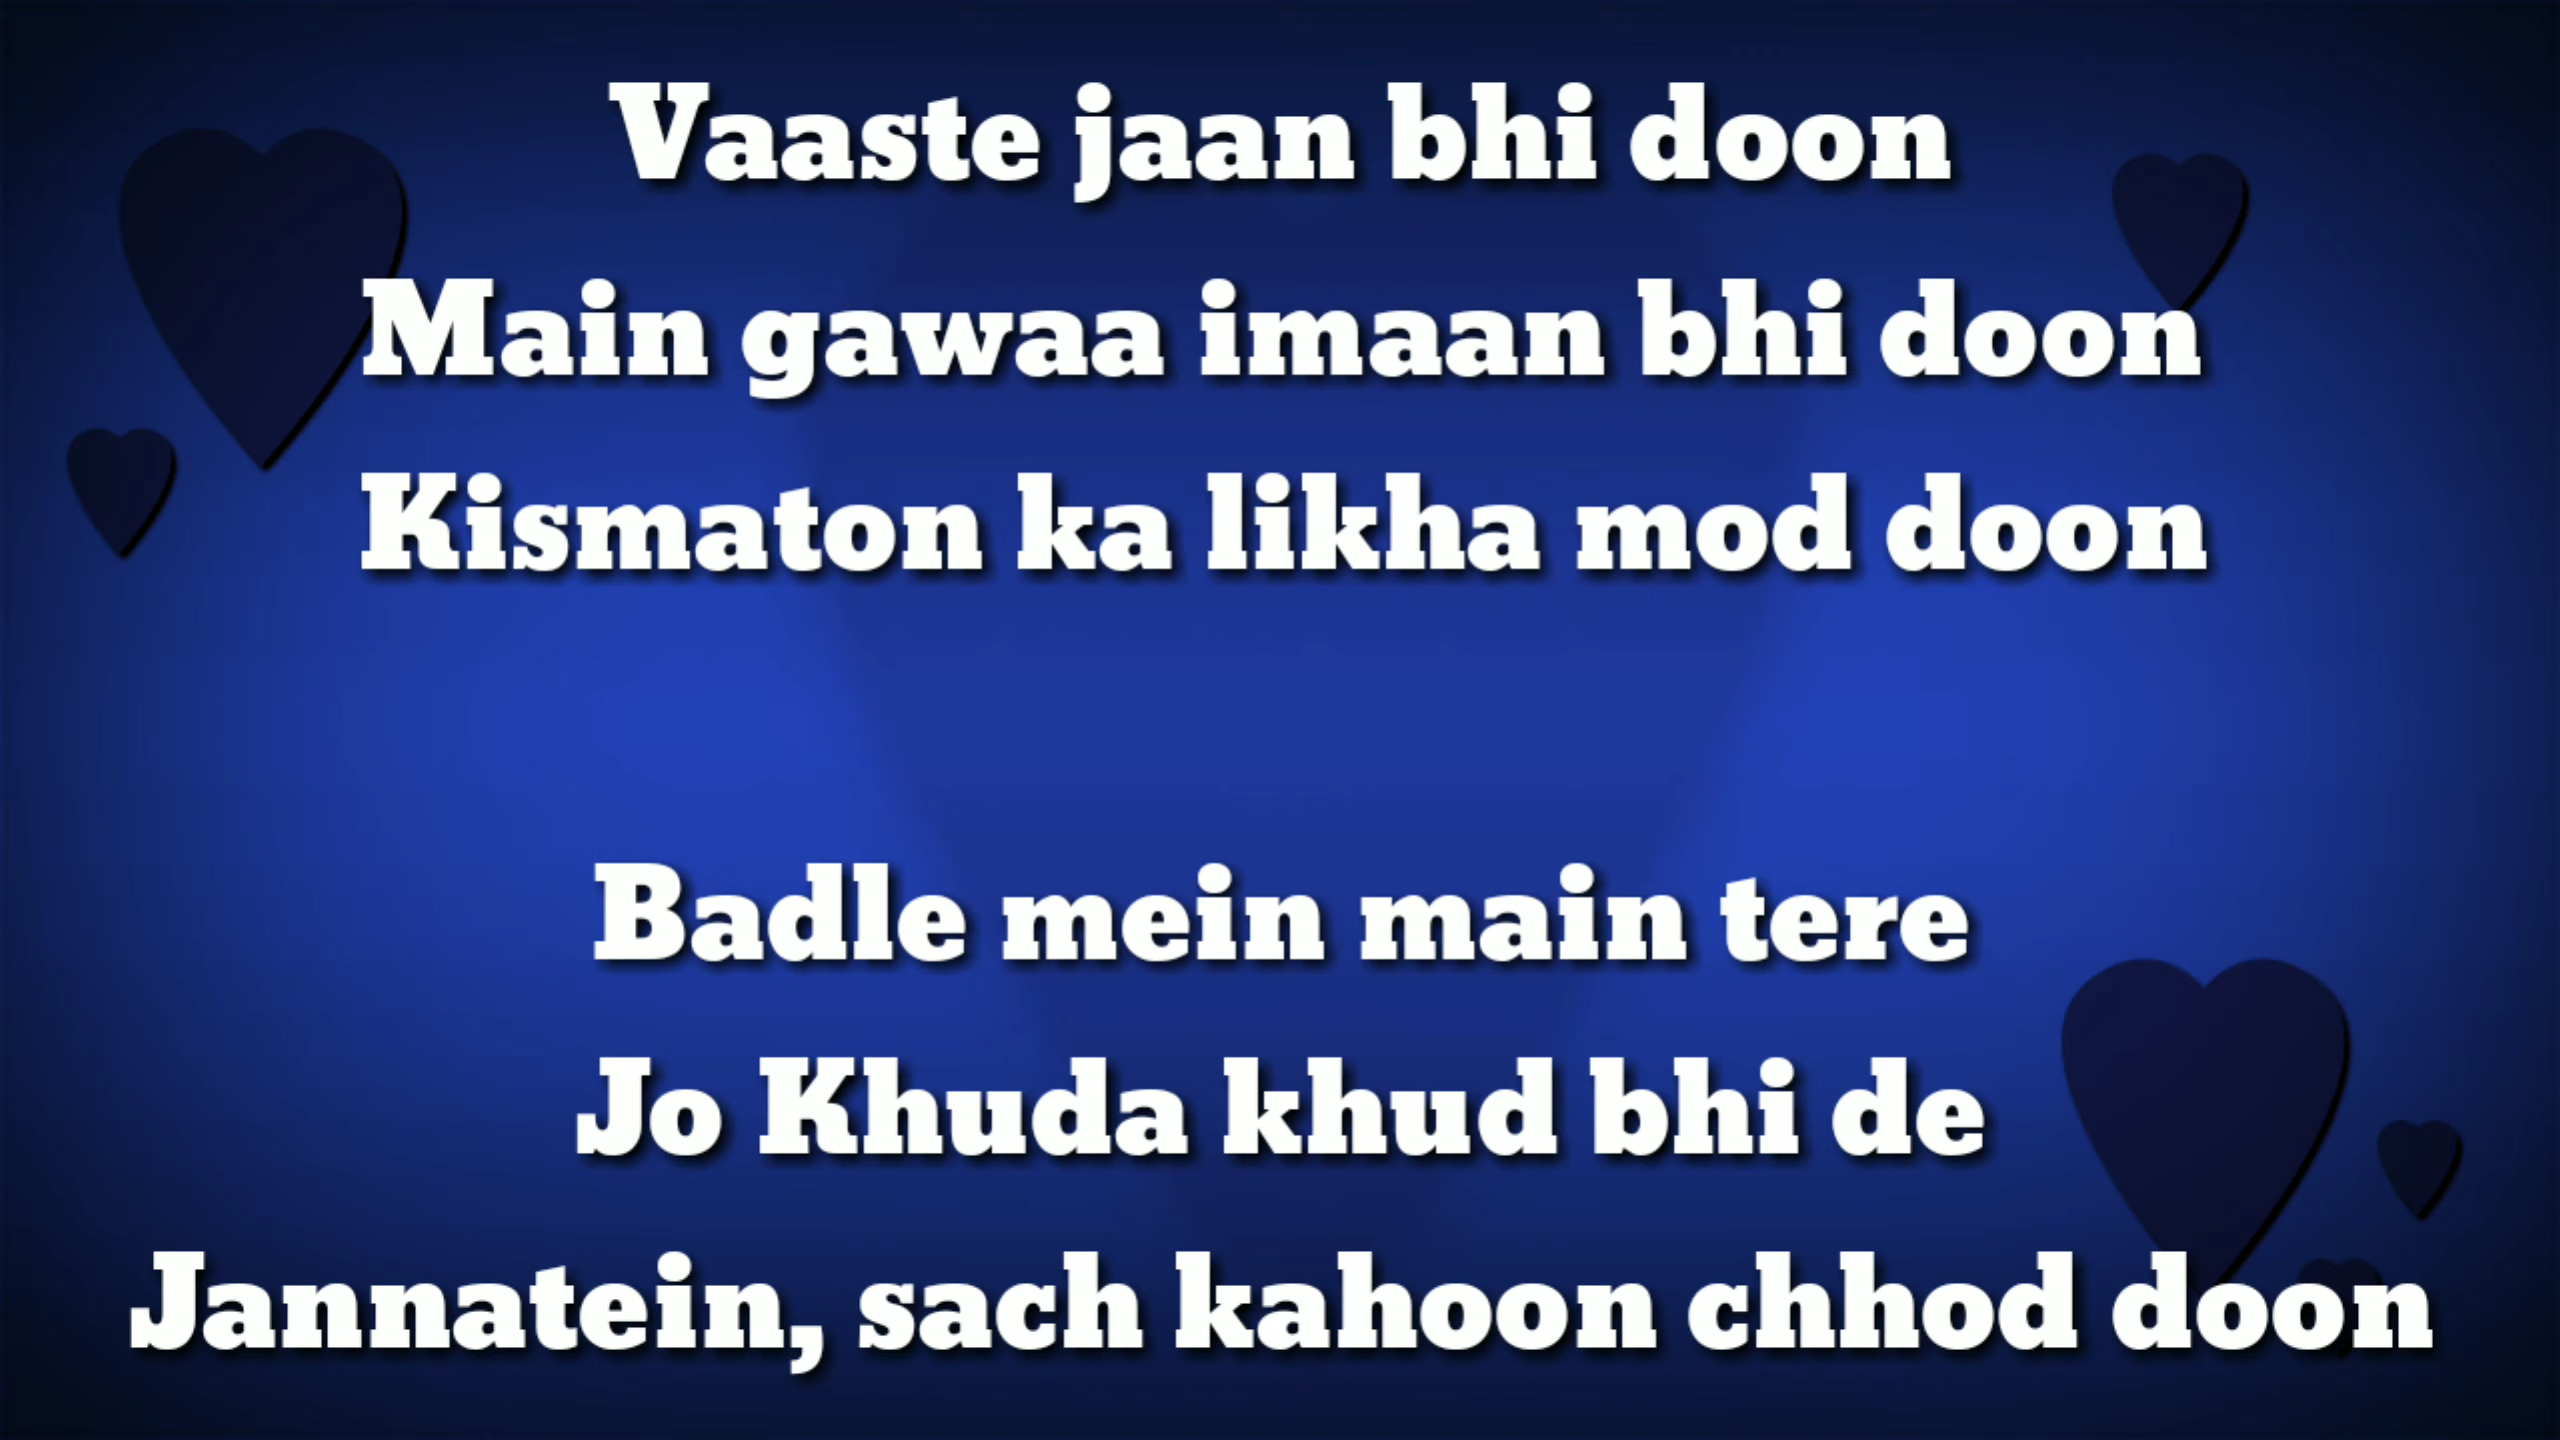 Vaaste jaan bhi doon
Main gawaa imaan bhi doon
Kismaton ka likha mod doon
Badle mein main tere
Jo Khuda khud bhi de
Jannatein, sach kahoon chhod doon